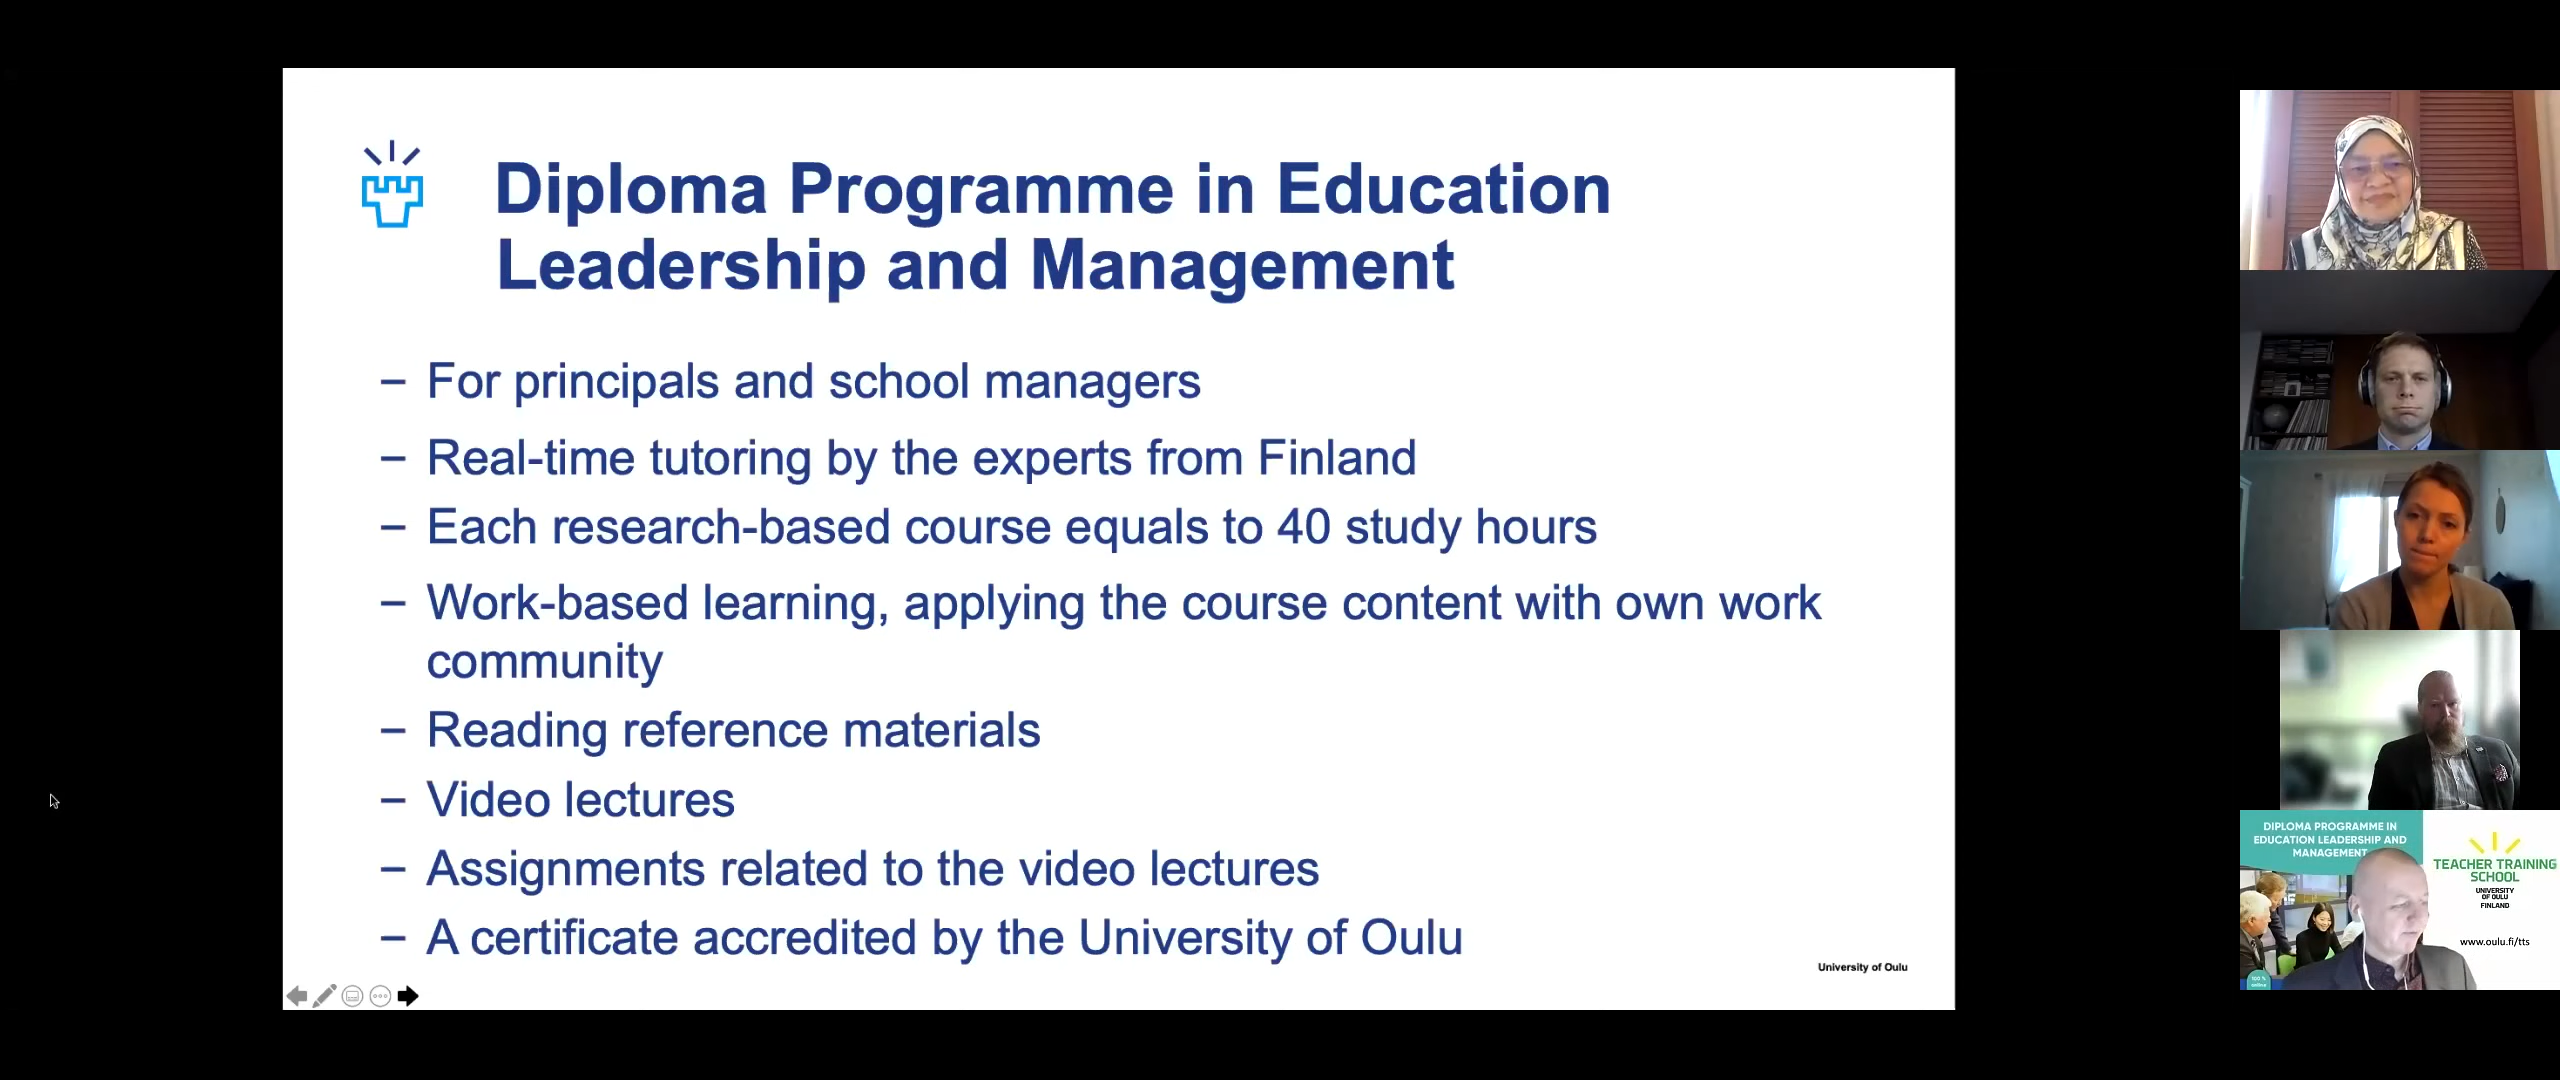 Diploma Programme in Education
Leadership and Management
– For principals and school managers
– Real-time tutoring by the experts from Finland
– Each research-based course equals to 40 study hours
– Work-based learning, applying the course content with own work
community
– Reading reference materials
– Video lectures
– Assignments related to the video lectures
– A certificate accredited by the University of Oulu
University of Oulu
DIPLOMA PROGRAMME IN
EDUCATION LEADERSHIP AND
MANAGEMENT
TEACHER TRAINING
SCHOOL
UNIVERSITY
OF OULU
FINLAND
www.oulu.fi/tts
100 %
online